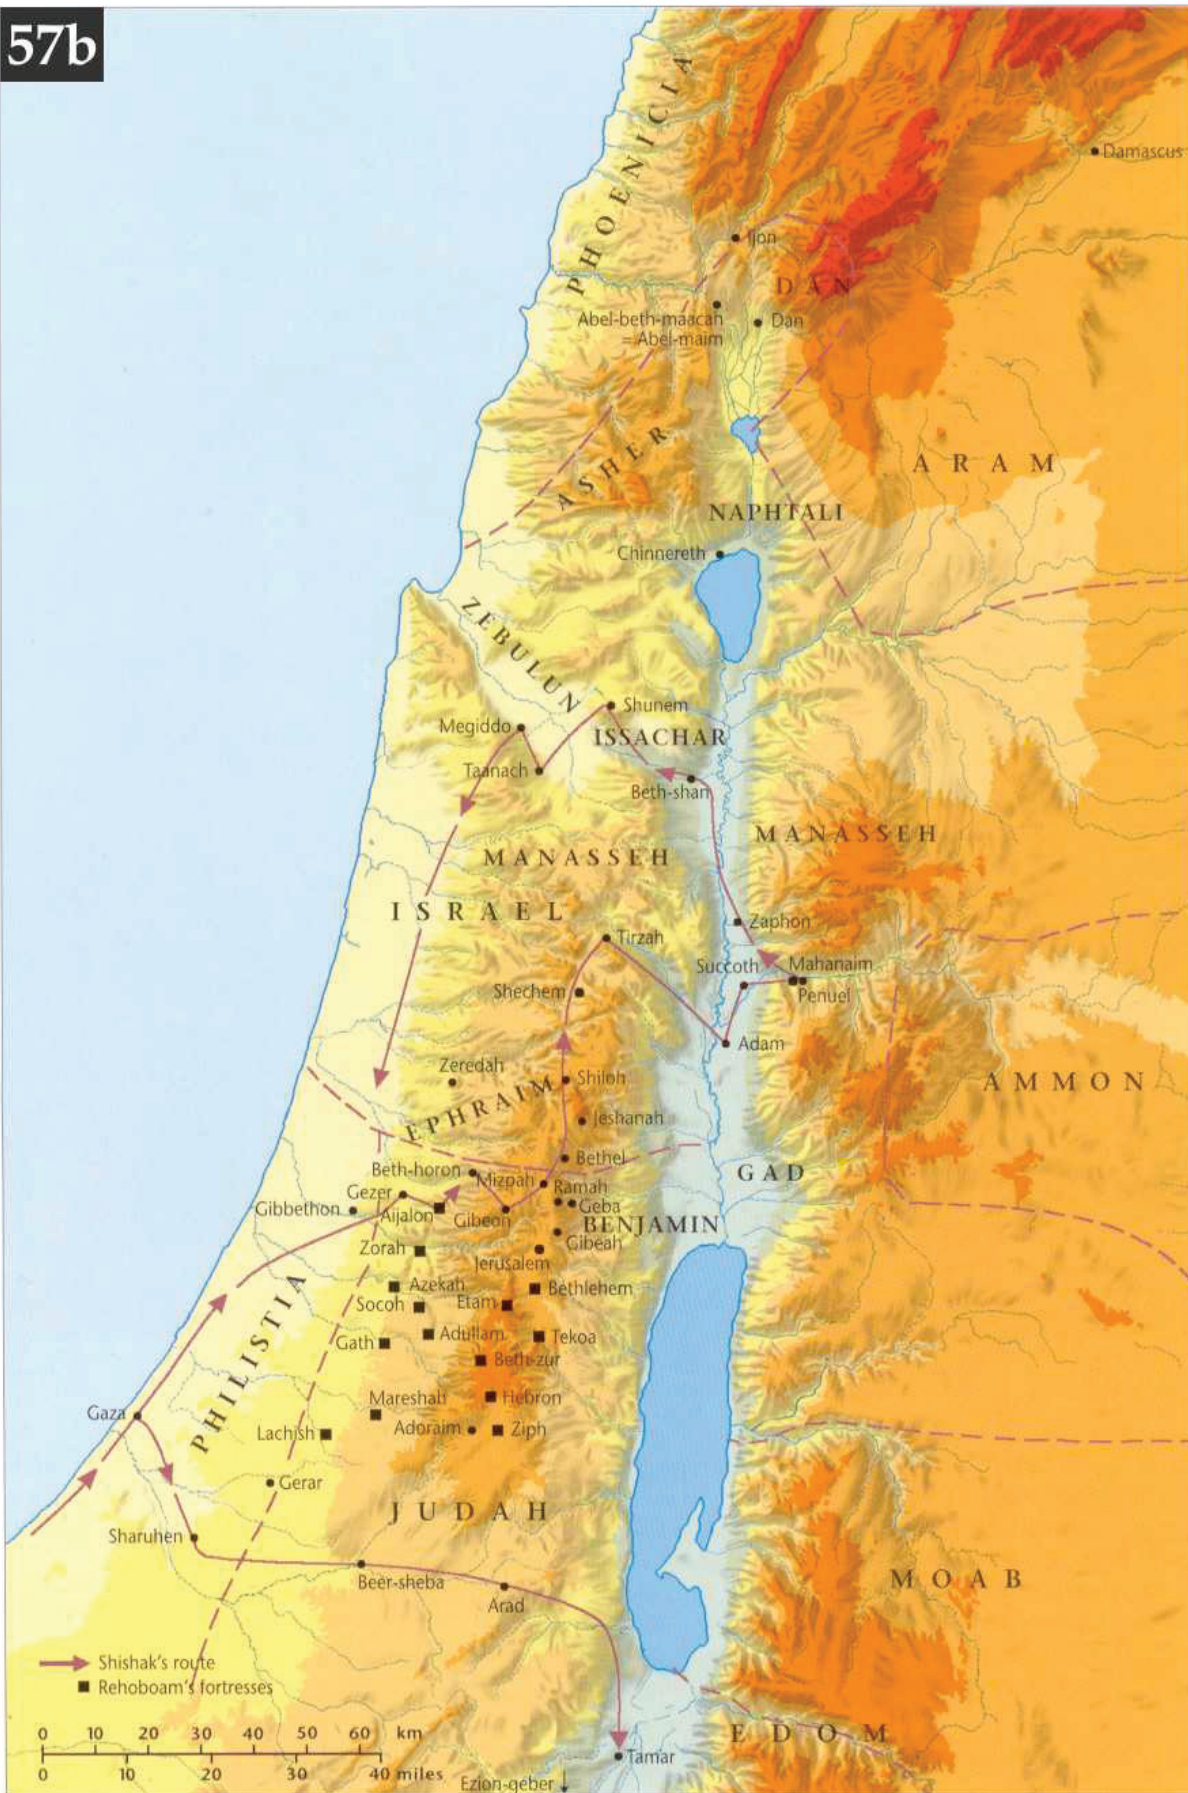 57b
PHOENICIA
Damascus
Ijon
DAN
Abel-beth-maacah
= Abel-maim
Dan
ASHER
ARAM
NAPHTALI
Chinnereth
ZEBULUN
Shunem
Megiddo
ISSACHAR
Taanach
Beth-shan
MANASSEH
MANASSEH
ISRAEL
Zaphon
Tirzah
Succoth
Mahanaim
Shechem
Penuel
Adam
Zeredah
Shiloh
AMMON
EPHRAIM
Jeshanah
Bethel
Beth-horon
Mizpah
GAD
Gezer
Ramah
Gibbethon
Aijalon
Gibeon
Geba
BENJAMIN
Zorah
Gibeah
Jerusalem
Azekah
Bethlehem
Socoh
Etam
PHILISTIA
Gath
Adullam
Tekoa
Beth-zur
Mareshah
Hebron
Gaza
Lachish
Adoraim
Ziph
Gerar
JUDAH
Sharuhen
Beer-sheba
MOAB
Arad
Shishak's route
Rehoboam's fortresses
0 10 20 30 40 50 60 km
0 10 20 30 40 miles
EDOM
Tamar
Ezion-geber